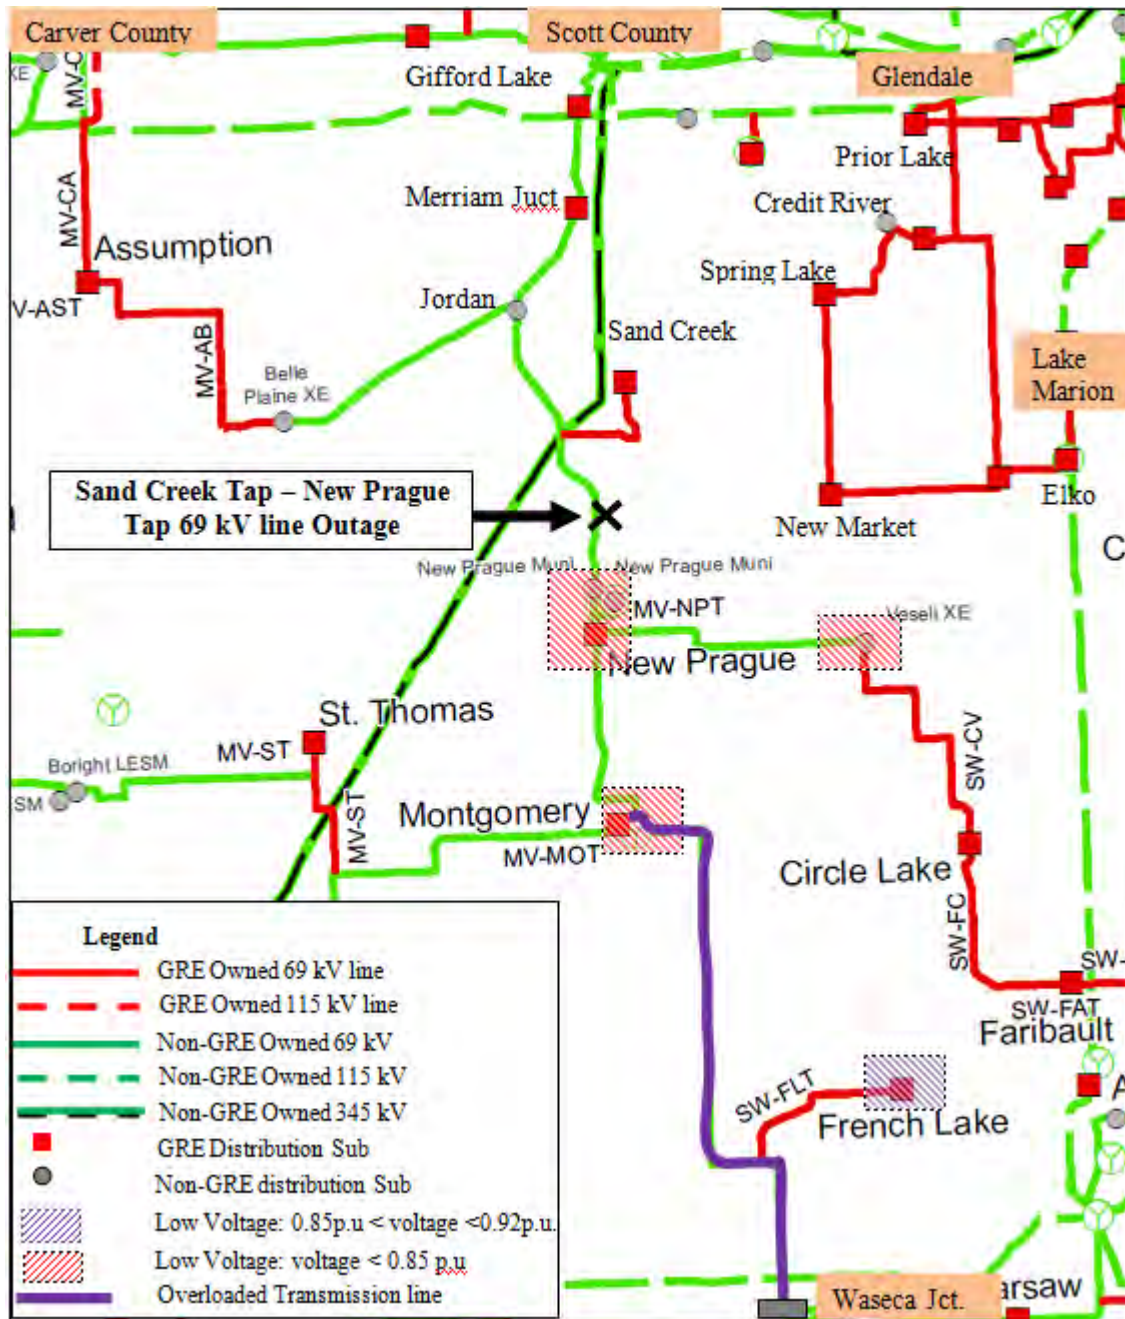 Carver County
Scott County
Glendale
Gifford Lake
Prior Lake
MV-C
XE
MV-CA
Merriam Juct
Credit River
Assumption
Spring Lake
Jordan
V-AST
Sand Creek
MV-AB
Lake
Marion
Belle
Plaine XE
Sand Creek Tap – New Prague
Tap 69 kV line Outage
Elko
New Market
C
New Prague Muni
New Prague Muni
MV-NPT
Veseli XE
New Prague
St. Thomas
SW-CV
MV-ST
Boright LESM
SM
MV-ST
Montgomery
MV-MOT
Circle Lake
SW-FC
SW-
SW-FAT
Faribault
SW-FLT
A
French Lake
Waseca Jct.
arsaw
Legend
GRE Owned 69 kV line
GRE Owned 115 kV line
Non-GRE Owned 69 kV
Non-GRE Owned 115 kV
Non-GRE Owned 345 kV
GRE Distribution Sub
Non-GRE distribution Sub
Low Voltage: 0.85p.u < voltage <0.92p.u.
Low Voltage: voltage < 0.85 p.u
Overloaded Transmission line